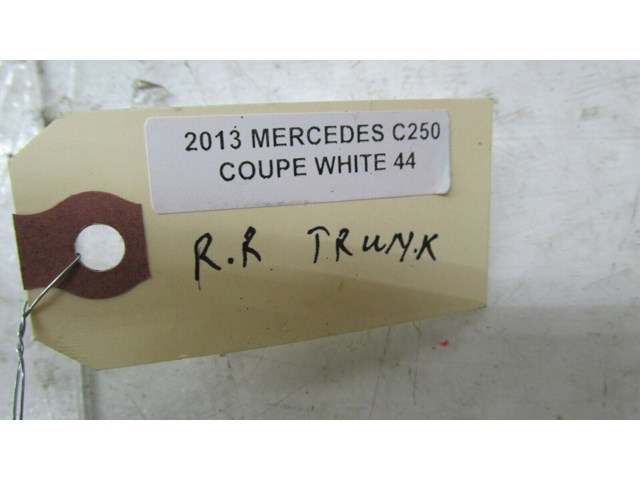 2013 MERCEDES C250
COUPE WHITE 44
R.R TRUNK